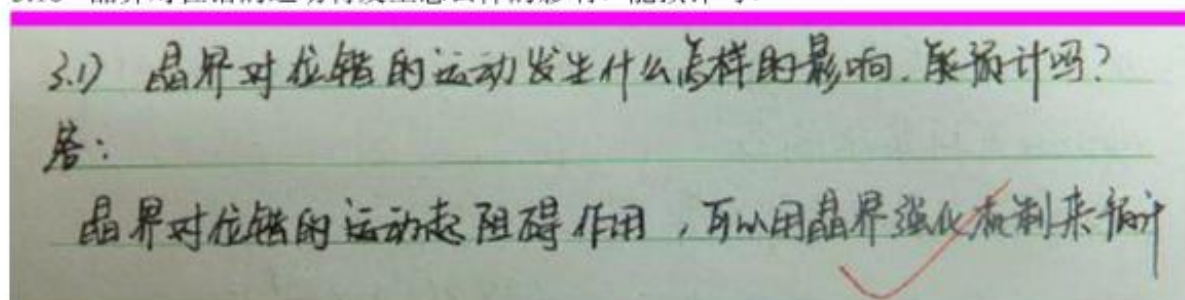 3.1) 晶界对位错的运动发生什么怎样的影响.能预计吗?
答:
晶界对位错的运动起阻碍作用,可以用晶界强化机制来预计